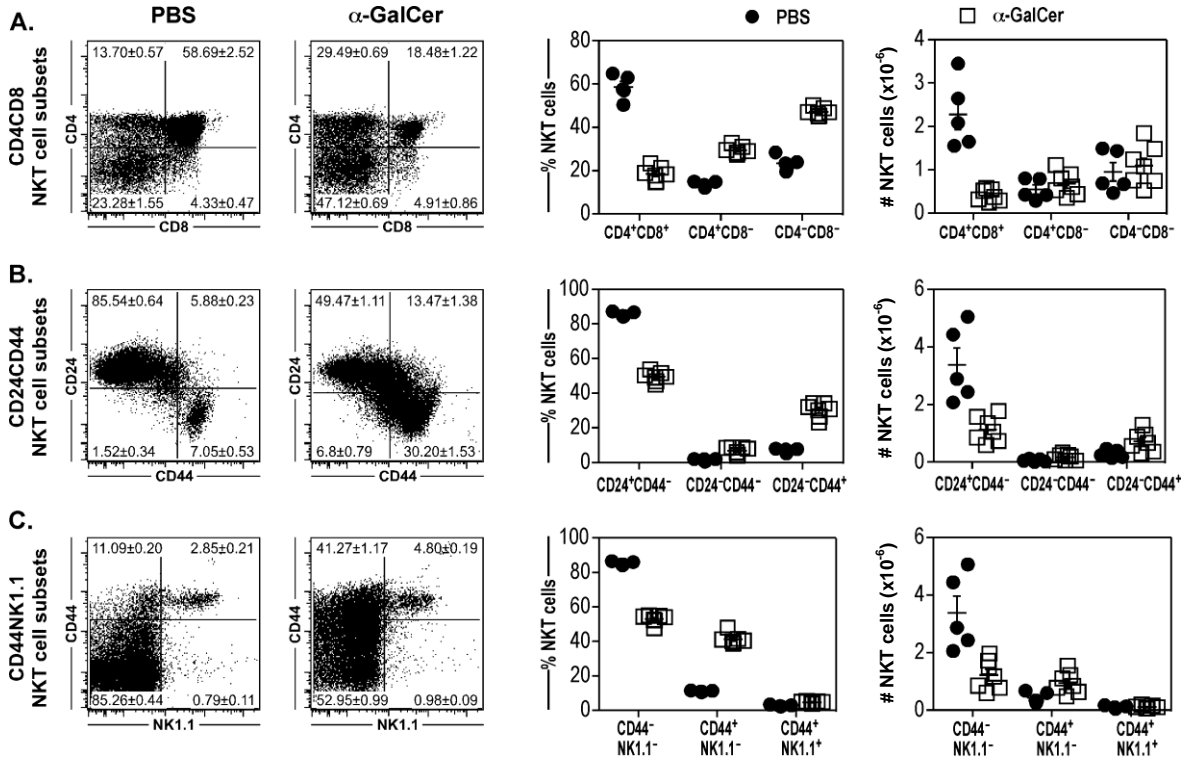 PBS α-GalCer ● PBS □ α-GalCer
A.
CD4CD8
NKT cell subsets
13.70±0.57 58.69±2.52
23.28±1.55 4.33±0.47
CD4
CD8
29.49±0.69 18.48±1.22
47.12±0.69 4.91±0.86
CD4
CD8
% NKT cells
80
60
40
20
0
CD4⁺CD8⁺ CD4⁺CD8⁻ CD4⁻CD8⁻
# NKT cells (x10⁻⁶)
4
3
2
1
0
CD4⁺CD8⁺ CD4⁺CD8⁻ CD4⁻CD8⁻
B.
CD24CD44
NKT cell subsets
85.54±0.64 5.88±0.23
1.52±0.34 7.05±0.53
CD24
CD44
49.47±1.11 13.47±1.38
6.8±0.79 30.20±1.53
CD24
CD44
% NKT cells
100
80
60
40
20
0
CD24⁺CD44⁻ CD24⁻CD44⁻ CD24⁻CD44⁺
# NKT cells (x10⁻⁶)
6
4
2
0
CD24⁺CD44⁻ CD24⁻CD44⁻ CD24⁻CD44⁺
C.
CD44NK1.1
NKT cell subsets
11.09±0.20 2.85±0.21
85.26±0.44 0.79±0.11
CD44
NK1.1
41.27±1.17 4.80±0.19
52.95±0.99 0.98±0.09
CD44
NK1.1
% NKT cells
100
80
60
40
20
0
CD44⁻ CD44⁺ CD44⁺
NK1.1⁻ NK1.1⁻ NK1.1⁺
# NKT cells (x10⁻⁶)
6
4
2
0
CD44⁻ CD44⁺ CD44⁺
NK1.1⁻ NK1.1⁻ NK1.1⁺